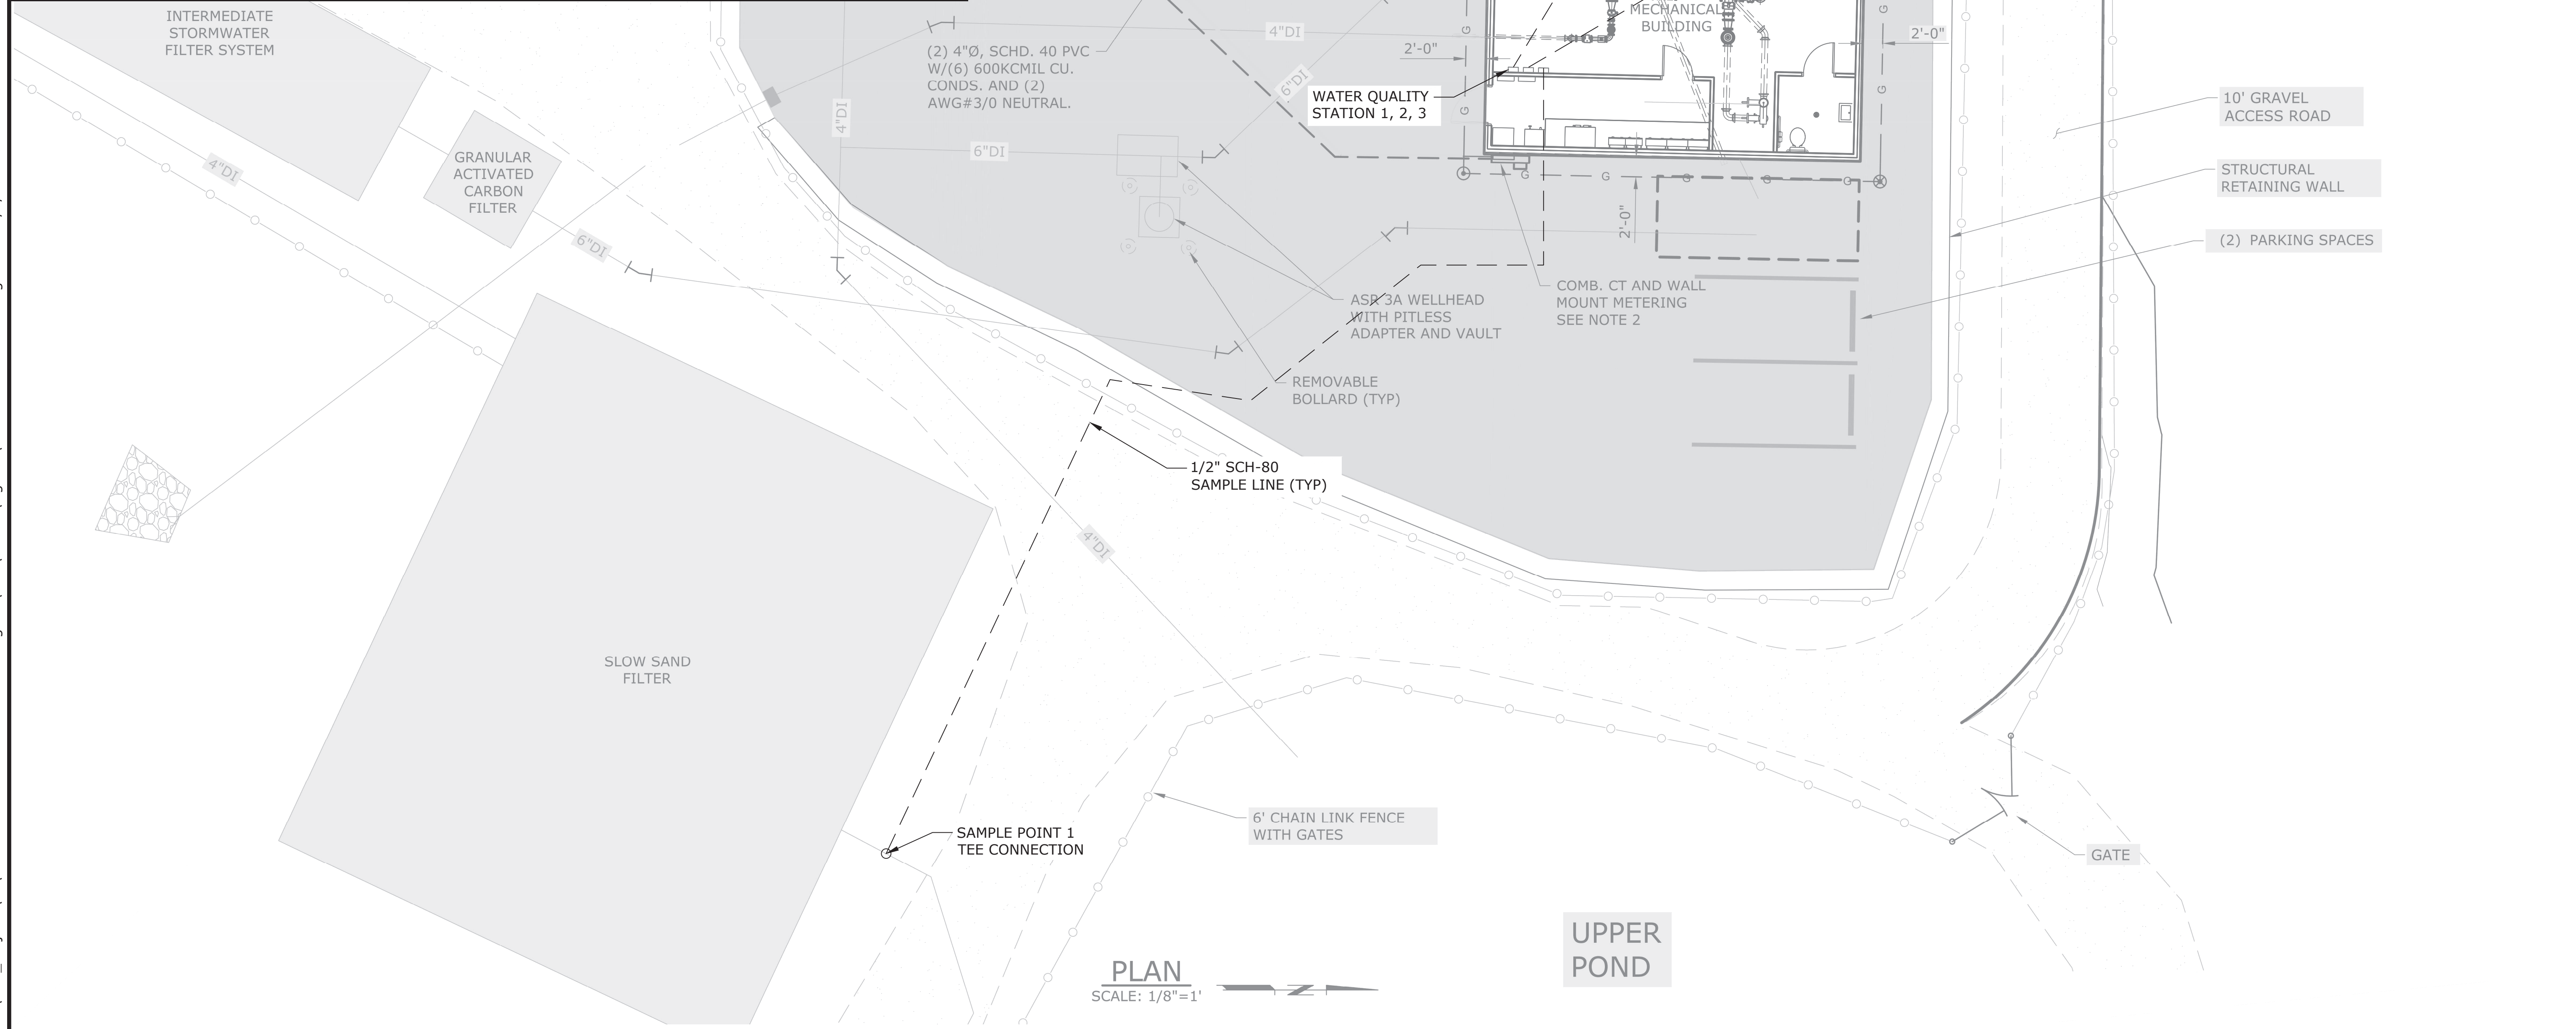 INTERMEDIATE
STORMWATER
FILTER SYSTEM
(2) 4"Ø, SCHD. 40 PVC
W/(6) 600KCMIL CU.
CONDS. AND (2)
AWG#3/0 NEUTRAL.
4"DI
4"DI
6"DI
6"DI
MECHANICAL
BUILDING
2'-0"
2'-0"
G
G
G
G
WATER QUALITY
STATION 1, 2, 3
10' GRAVEL
ACCESS ROAD
GRANULAR
ACTIVATED
CARBON
FILTER
4"DI
6"DI
G
G
G
G
G
2'-0"
STRUCTURAL
RETAINING WALL
(2) PARKING SPACES
ASR 3A WELLHEAD
WITH PITLESS
ADAPTER AND VAULT
COMB. CT AND WALL
MOUNT METERING
SEE NOTE 2
REMOVABLE
BOLLARD (TYP)
1/2" SCH-80
SAMPLE LINE (TYP)
4"DI
SLOW SAND
FILTER
SAMPLE POINT 1
TEE CONNECTION
6' CHAIN LINK FENCE
WITH GATES
GATE
UPPER
POND
PLAN
SCALE: 1/8"=1'
Z